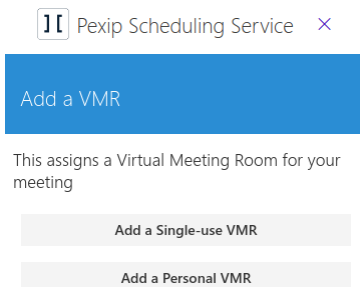 Pexip Scheduling Service
Add a VMR
This assigns a Virtual Meeting Room for your
meeting
Add a Single-use VMR
Add a Personal VMR